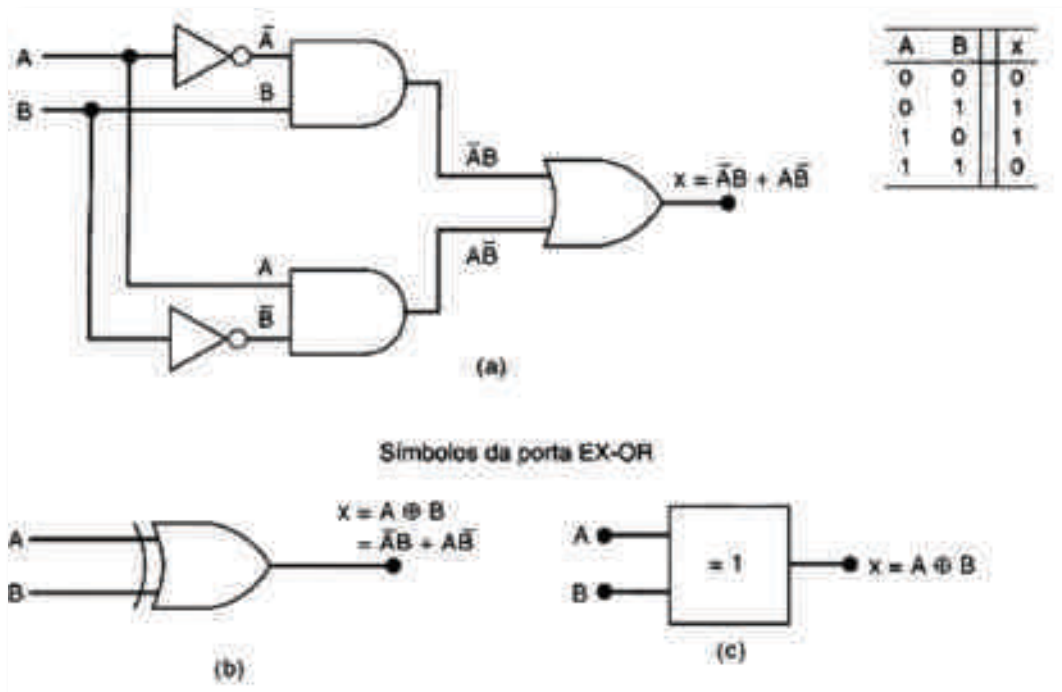 A
Ā
B
B
ĀB
x = ĀB + AB̄
AB̄
A
B̄
(a)
A B x
0 0 0
0 1 1
1 0 1
1 1 0
Símbolos da porta EX-OR
A
B
x = A ⊕ B
= ĀB + AB̄
(b)
A
B
= 1
x = A ⊕ B
(c)